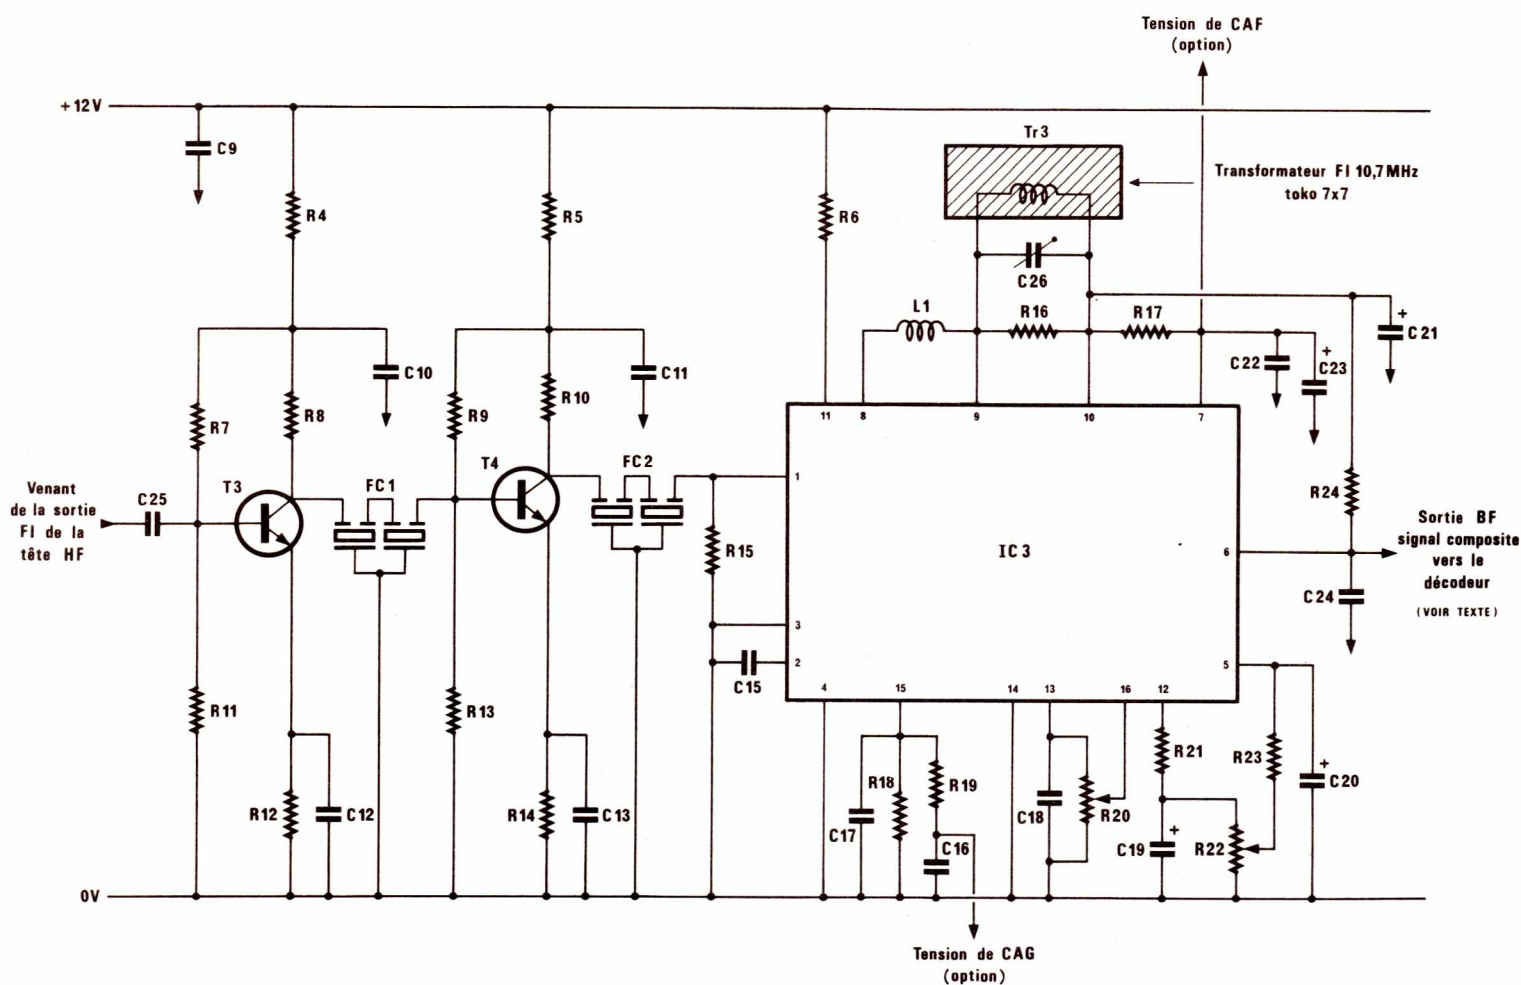 Tension de CAF
(option)
+12V
C9
R4
R5
R6
Tr3
Transformateur FI 10,7MHz
toko 7x7
C26
L1
R16
R17
C21
C22
C23
C10
C11
R7
R8
R9
R10
11
8
9
10
7
Venant
de la sortie
FI de la
tête HF
C25
T3
FC1
T4
FC2
1
R15
IC3
R24
6
Sortie BF
signal composite
vers le
décodeur
(VOIR TEXTE)
C24
3
2
C15
5
4
15
14
13
16
12
R11
R13
R12
C12
R14
C13
C17
R18
R19
C16
C18
R20
R21
+
C19
R22
R23
+
C20
+
+
0V
Tension de CAG
(option)